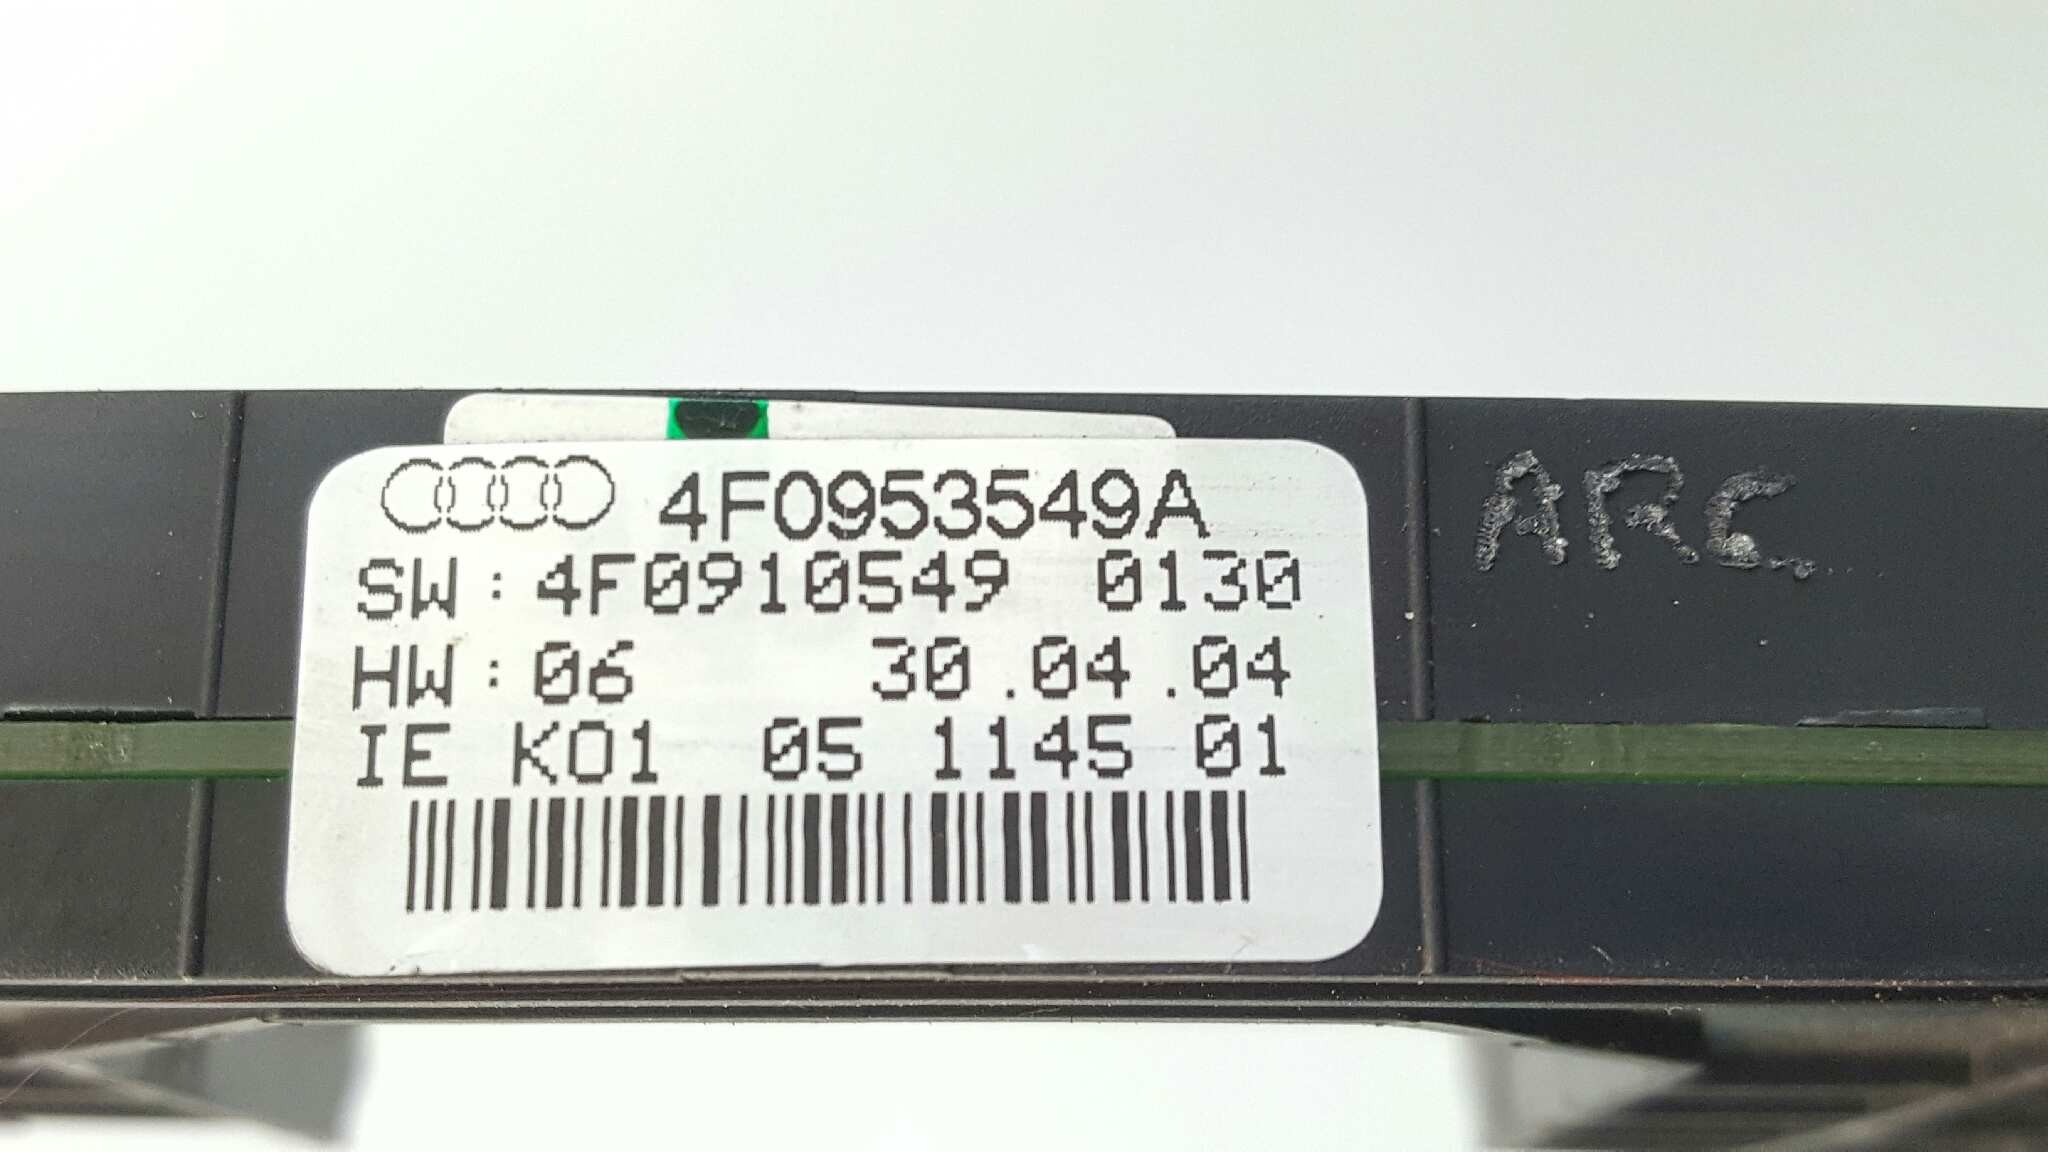 4F0953549A
SW: 4F0910549 0130
HW: 06 30.04.04
IE K01 05 1145 01
ARC.